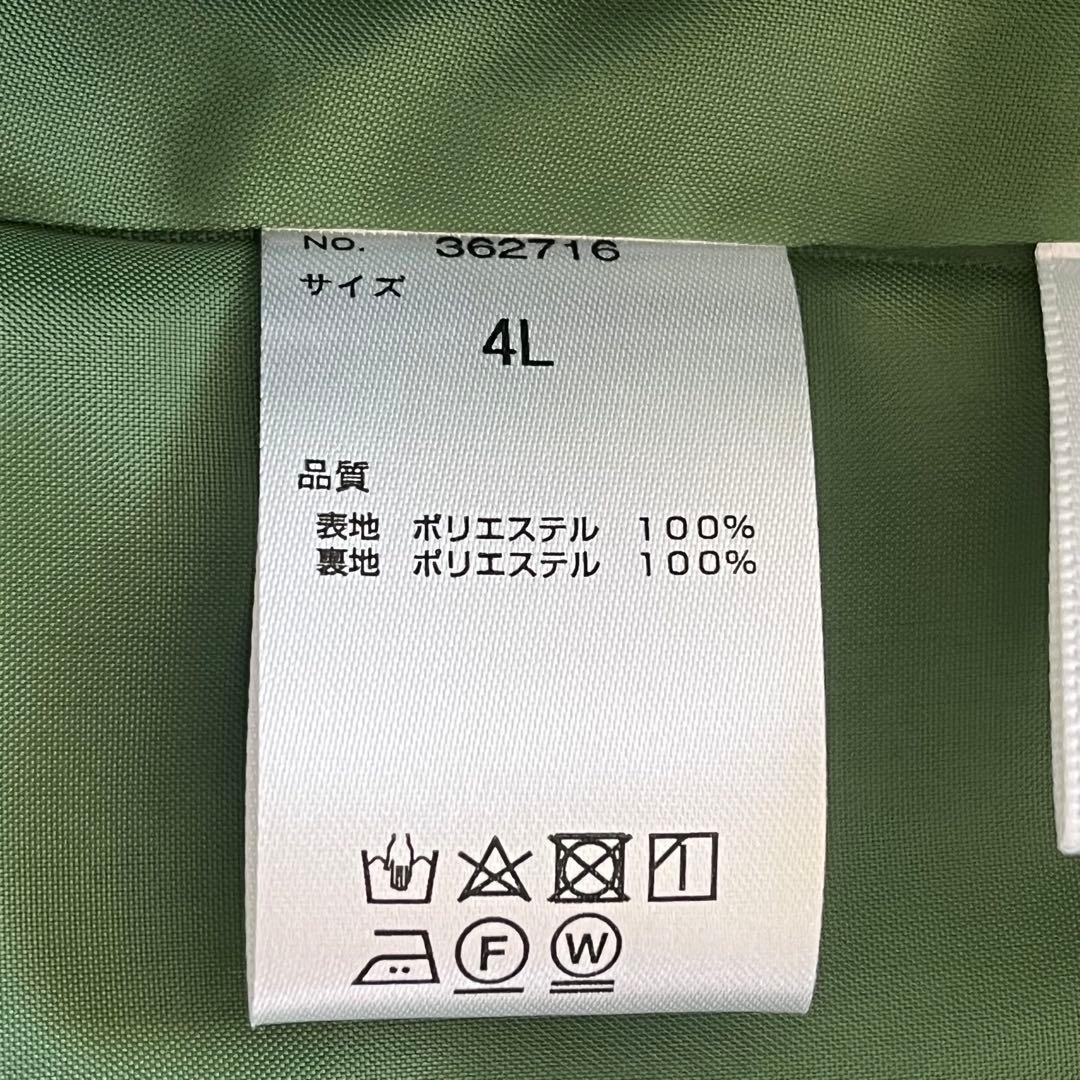 No. 362716
サイズ
4L
品質
表地 ポリエステル 100%
裏地 ポリエステル 100%
F W